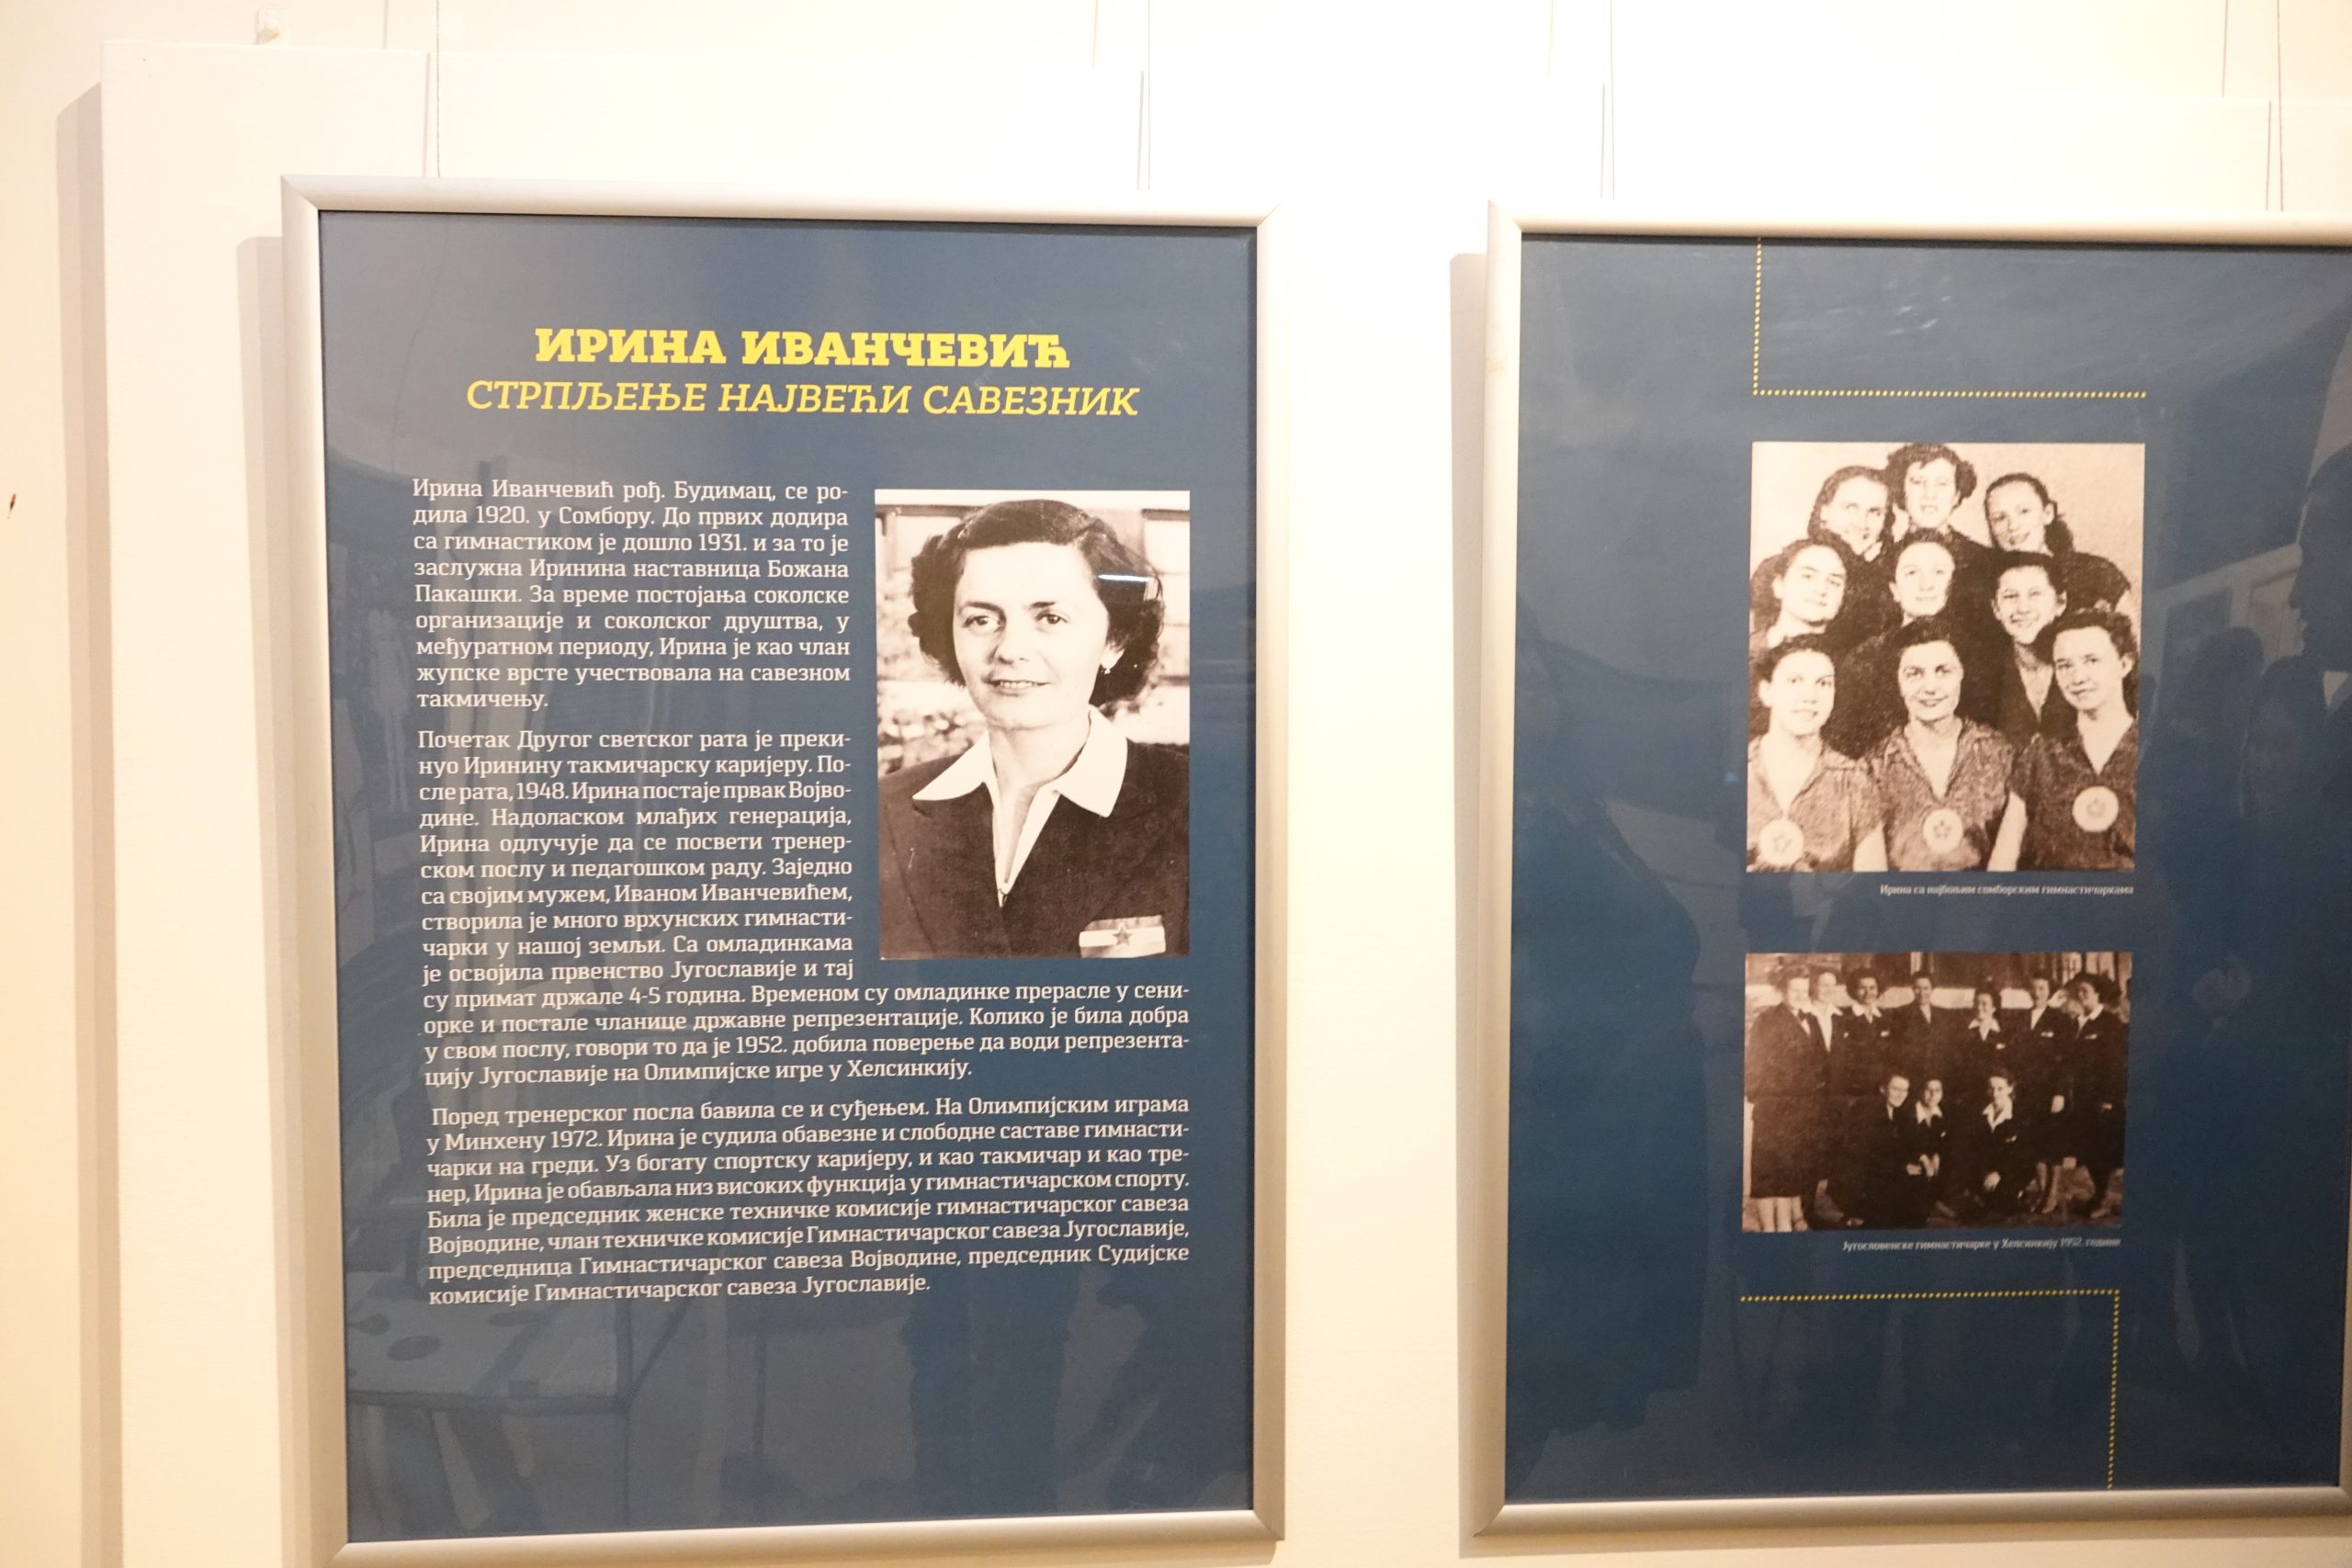 ИРИНА ИВАНЧЕВИЋ
СТРПЉЕЊЕ НАЈВЕЋИ САВЕЗНИК
Ирина Иванчевић рођ. Будимац, се ро-
дила 1920. у Сомбору. До првих додира
са гимнастиком је дошло 1931. и за то је
заслужна Иринина наставница Божана
Пакашки. За време постојања соколске
организације и соколског друштва, у
међуратном периоду, Ирина је као члан
жупске врсте учествовала на савезном
такмичењу.
Почетак Другог светског рата је преки-
нуо Иринину такмичарску каријеру. По-
сле рата, 1948. Ирина постаје првак Војво-
дине. Надоласком млађих генерација,
Ирина одлучује да се посвети тренер-
ском послу и педагошком раду. Заједно
са својим мужем, Иваном Иванчевићем,
створила је много врхунских гимнасти-
чарки у нашој земљи. Са омладинкама
је освојила првенство Југославије и тај
су примат држале 4-5 година. Временом су омладинке прерасле у сени-
орке и постале чланице државне репрезентације. Колико је била добра
у свом послу, говори то да је 1952. добила поверење да води репрезента-
цију Југославије на Олимпијске игре у Хелсинкију.
Поред тренерског посла бавила се и суђењем. На Олимпијским играма
у Минхену 1972. Ирина је судила обавезне и слободне саставе гимнасти-
чарки на греди. Уз богату спортску каријеру, и као такмичар и као тре-
нер, Ирина је обављала низ високих функција у гимнастичарском спорту.
Била је председник женске техничке комисије гимнастичарског савеза
Војводине, члан техничке комисије Гимнастичарског савеза Југославије,
председница Гимнастичарског савеза Војводине, председник Судијске
комисије Гимнастичарског савеза Југославије.
Ирина са најбољим сомборским гимнастичаркама
Југословенске гимнастичарке у Хелсинкију 1952. године